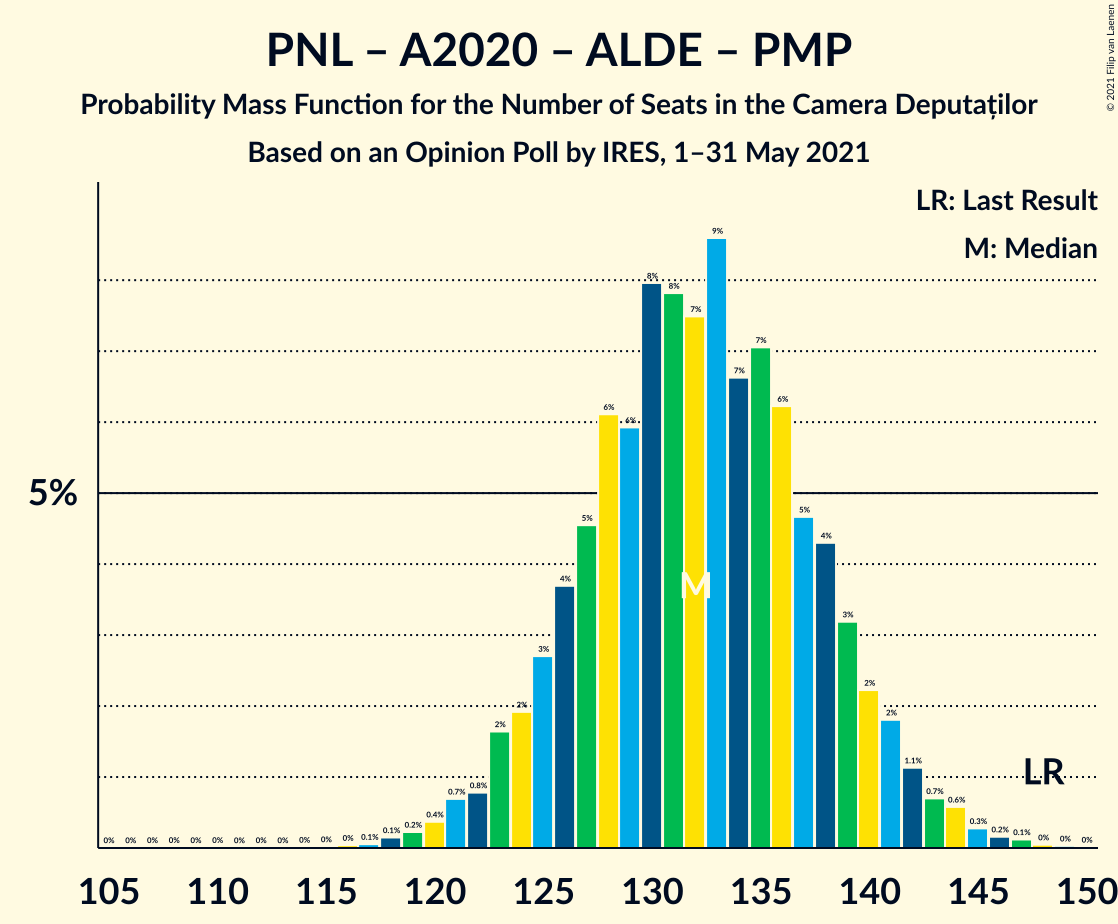 PNL – A2020 – ALDE – PMP
Probability Mass Function for the Number of Seats in the Camera Deputaților
Based on an Opinion Poll by IRES, 1–31 May 2021
© 2021 Filip van Laenen
LR: Last Result
M: Median
5%
0% 0% 0% 0% 0% 0% 0% 0% 0% 0% 0% 0% 0.1% 0.1% 0.2% 0.4% 0.7% 0.8% 2% 2% 3% 4% 5% 6% 6% 8% 8% 7% 9% 7% 7% 6% 5% 4% 3% 2% 2% 1.1% 0.7% 0.6% 0.3% 0.2% 0.1% 0% 0% 0%
M
LR
105 110 115 120 125 130 135 140 145 150